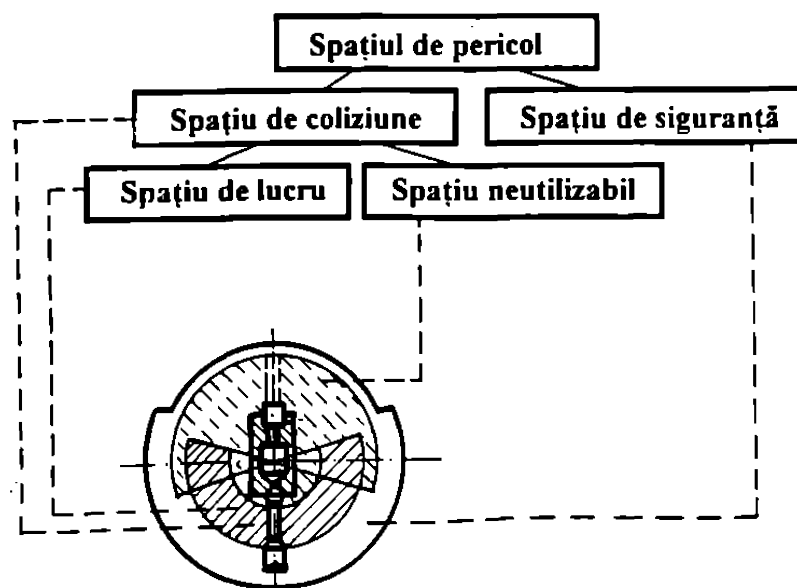 Spațiul de pericol
Spațiu de coliziune
Spațiu de siguranță
Spațiu de lucru
Spațiu neutilizabil